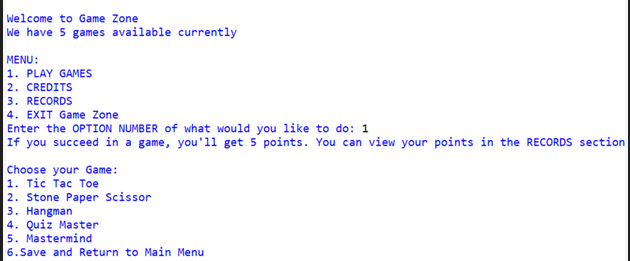 Welcome to Game Zone
We have 5 games available currently
MENU:
1. PLAY GAMES
2. CREDITS
3. RECORDS
4. EXIT Game Zone
Enter the OPTION NUMBER of what would you like to do: 1
If you succeed in a game, you'll get 5 points. You can view your points in the RECORDS section
Choose your Game:
1. Tic Tac Toe
2. Stone Paper Scissor
3. Hangman
4. Quiz Master
5. Mastermind
6.Save and Return to Main Menu